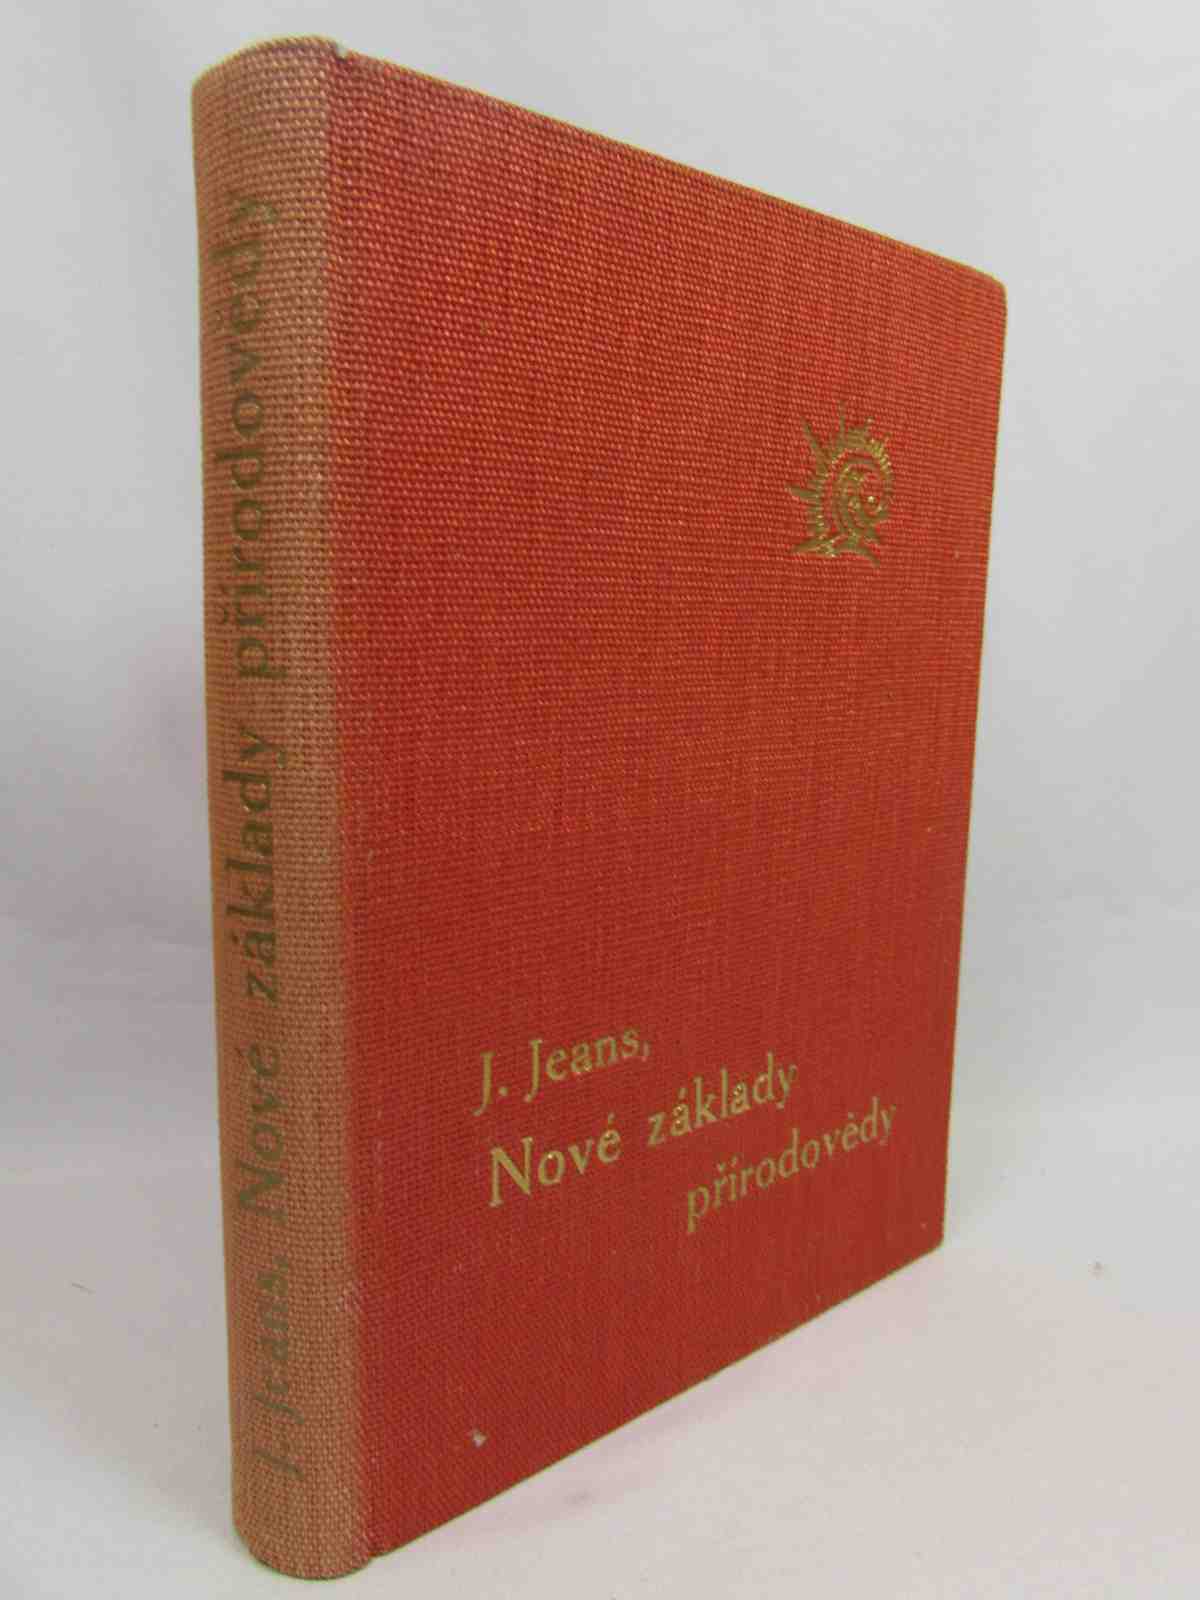 J. Jeans, Nové základy přírodovědy
J. Jeans,
Nové základy
přírodovědy